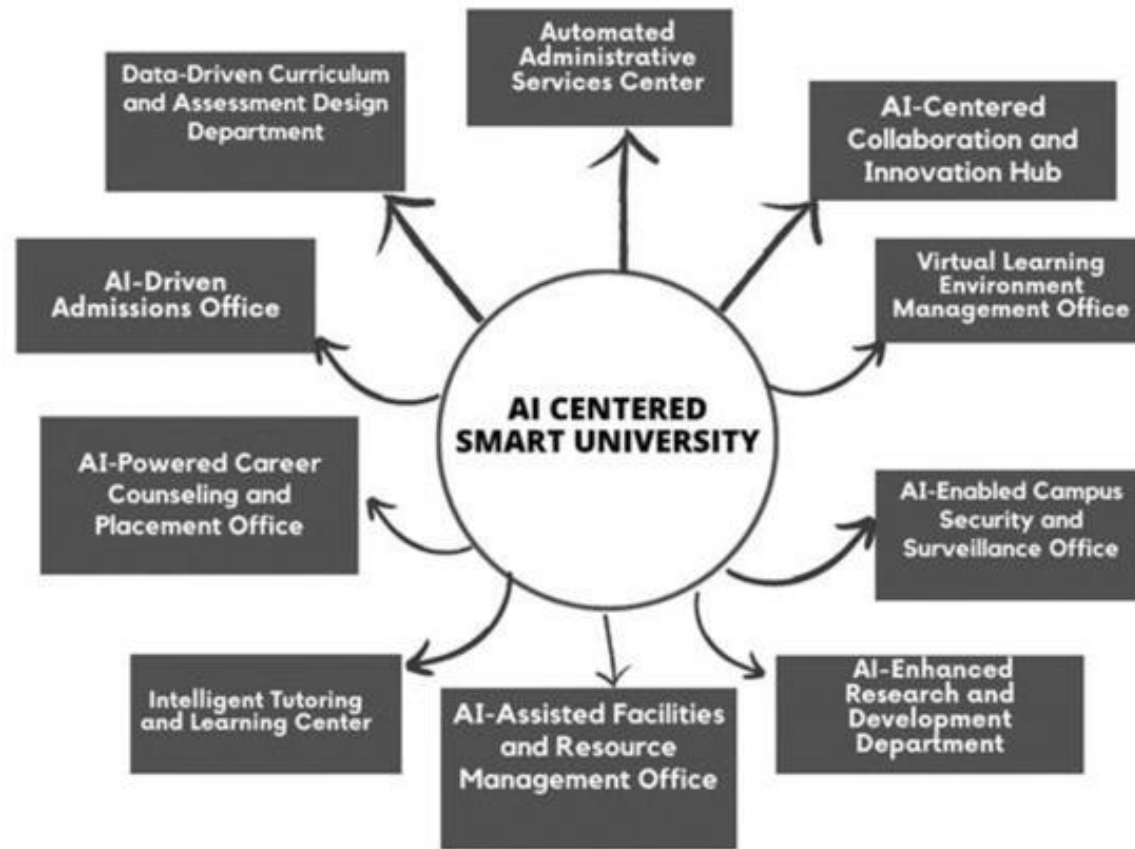 Automated
Administrative
Services Center
Data-Driven Curriculum
and Assessment Design
Department
AI-Centered
Collaboration and
Innovation Hub
AI-Driven
Admissions Office
Virtual Learning
Environment
Management Office
AI CENTERED
SMART UNIVERSITY
AI-Powered Career
Counseling and
Placement Office
AI-Enabled Campus
Security and
Surveillance Office
Intelligent Tutoring
and Learning Center
AI-Assisted Facilities
and Resource
Management Office
AI-Enhanced
Research and
Development
Department